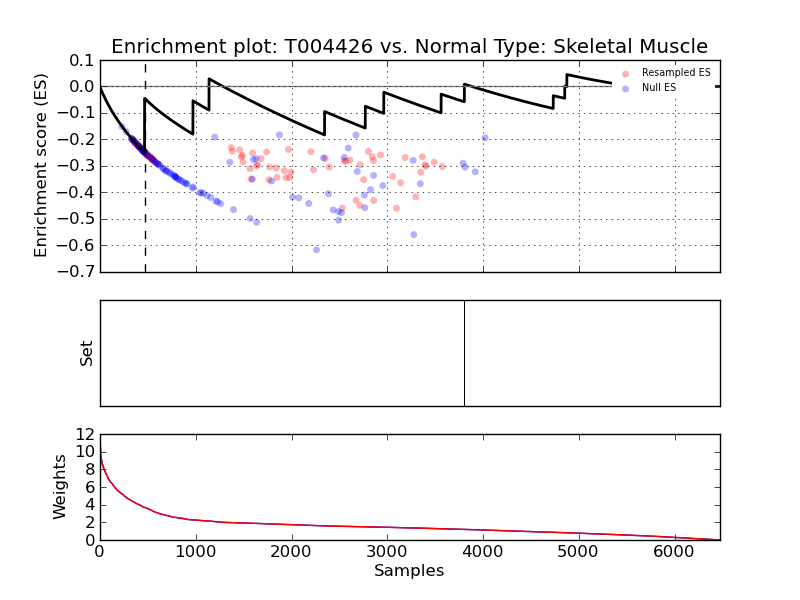 Enrichment plot: T004426 vs. Normal Type: Skeletal Muscle
Enrichment score (ES)
0.1
0.0
−0.1
−0.2
−0.3
−0.4
−0.5
−0.6
−0.7
Resampled ES
Null ES
Set
Weights
12
10
8
6
4
2
0
0 1000 2000 3000 4000 5000 6000
Samples